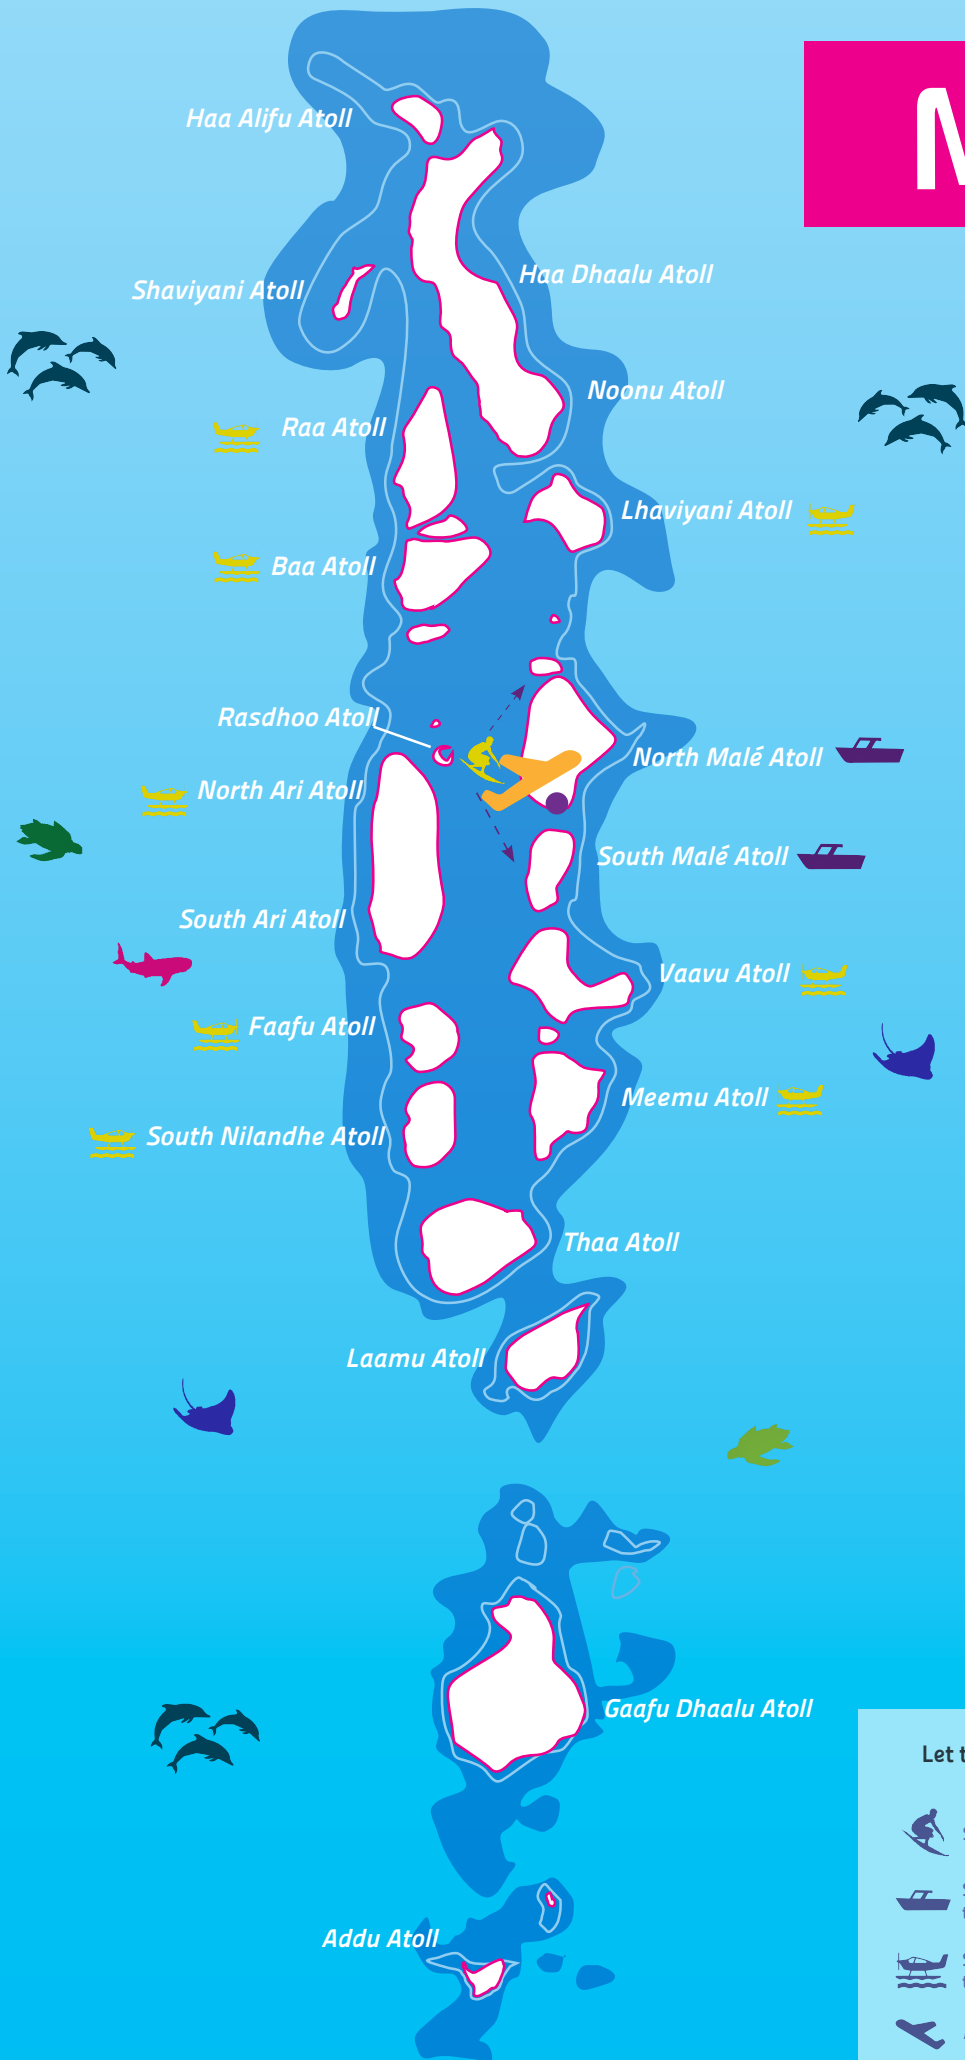 M
Haa Alifu Atoll
Haa Dhaalu Atoll
Shaviyani Atoll
Noonu Atoll
Raa Atoll
Lhaviyani Atoll
Baa Atoll
Rasdhoo Atoll
North Malé Atoll
North Ari Atoll
South Malé Atoll
South Ari Atoll
Vaavu Atoll
Faafu Atoll
Meemu Atoll
South Nilandhe Atoll
Thaa Atoll
Laamu Atoll
Gaafu Dhaalu Atoll
Let t
Addu Atoll